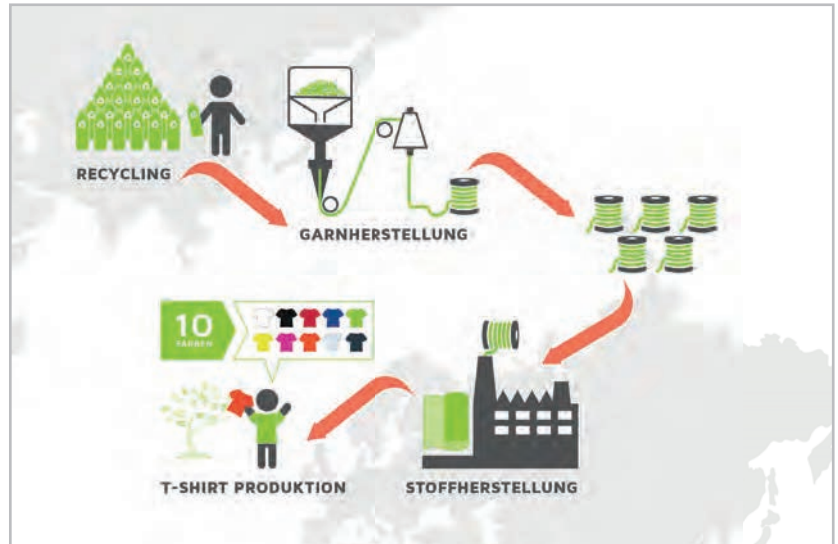 RECYCLING
GARNHERSTELLUNG
10
FARBEN
T-SHIRT PRODUKTION
STOFFHERSTELLUNG